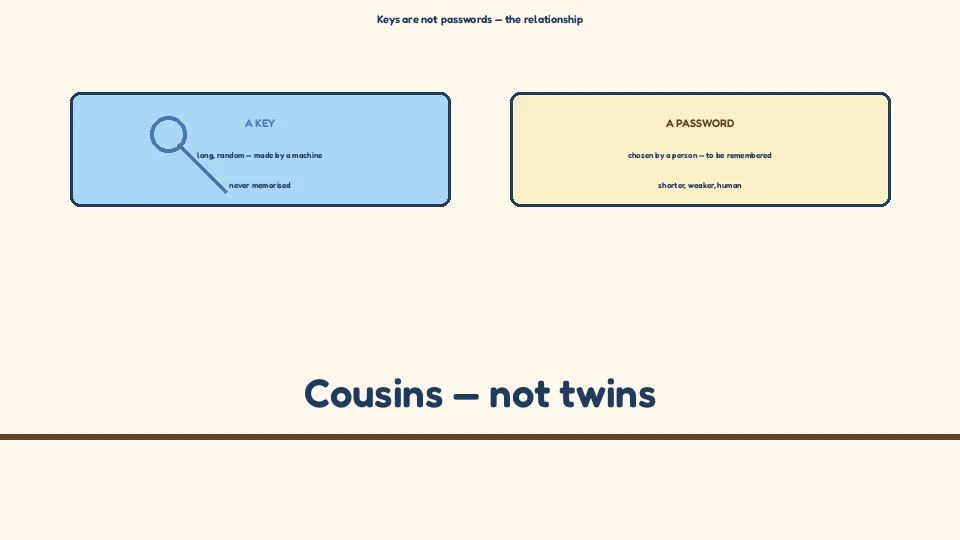 Keys are not passwords — the relationship
A KEY
long, random — made by a machine
never memorised
A PASSWORD
chosen by a person — to be remembered
shorter, weaker, human
Cousins — not twins